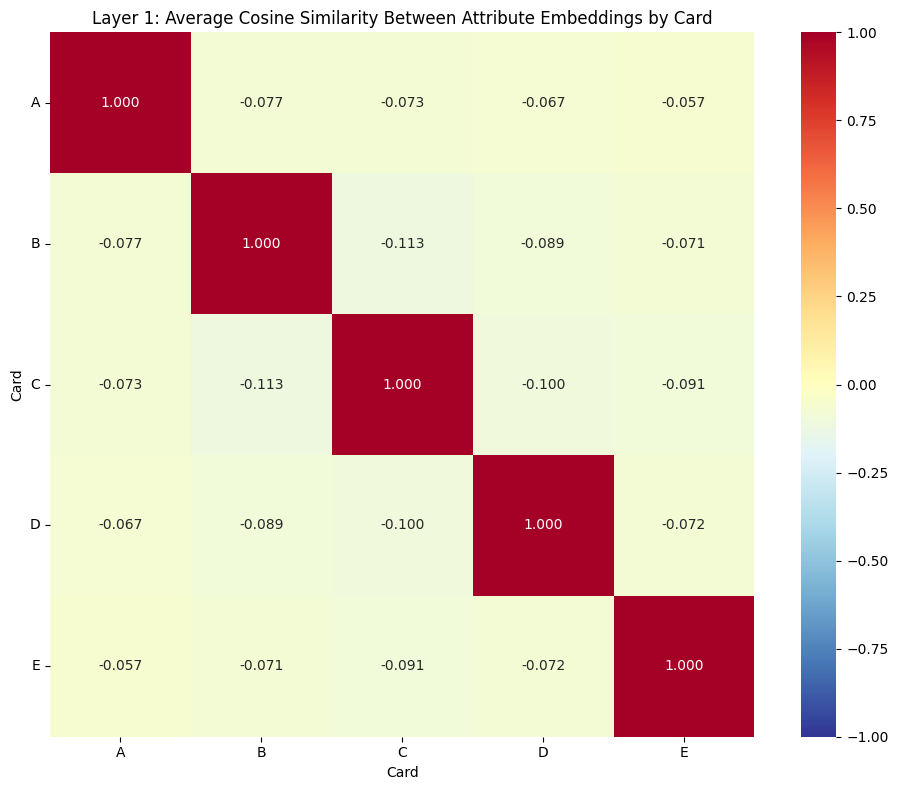 Layer 1: Average Cosine Similarity Between Attribute Embeddings by Card
A 1.000 -0.077 -0.073 -0.067 -0.057
B -0.077 1.000 -0.113 -0.089 -0.071
C -0.073 -0.113 1.000 -0.100 -0.091
D -0.067 -0.089 -0.100 1.000 -0.072
E -0.057 -0.071 -0.091 -0.072 1.000
A B C D E
Card
Card
1.00
0.75
0.50
0.25
0.00
−0.25
−0.50
−0.75
−1.00